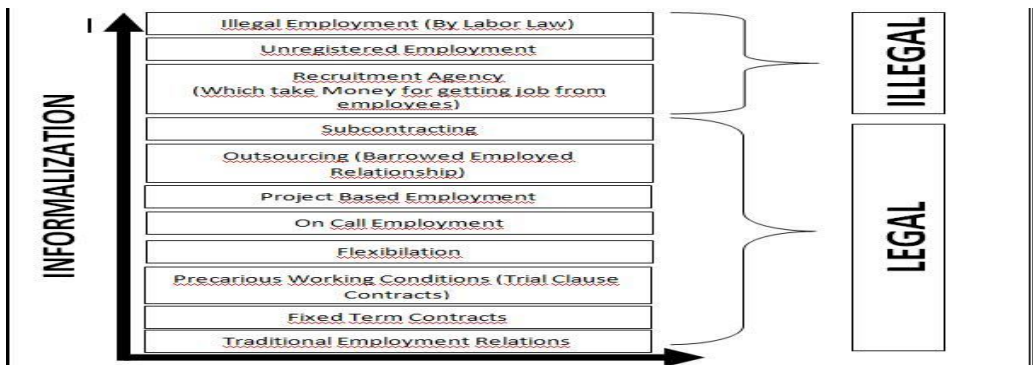 I
Illegal Employment (By Labor Law)
Unregistered Employment
Recruitment Agency
(Which take Money for getting job from
employees)
Subcontracting
Outsourcing (Barrowed Employed
Relationship)
Project Based Employment
On Call Employment
Flexibilation
Precarious Working Conditions (Trial Clause
Contracts)
Fixed Term Contracts
Traditional Employment Relations
INFORMALIZATION
ILLEGAL
LEGAL